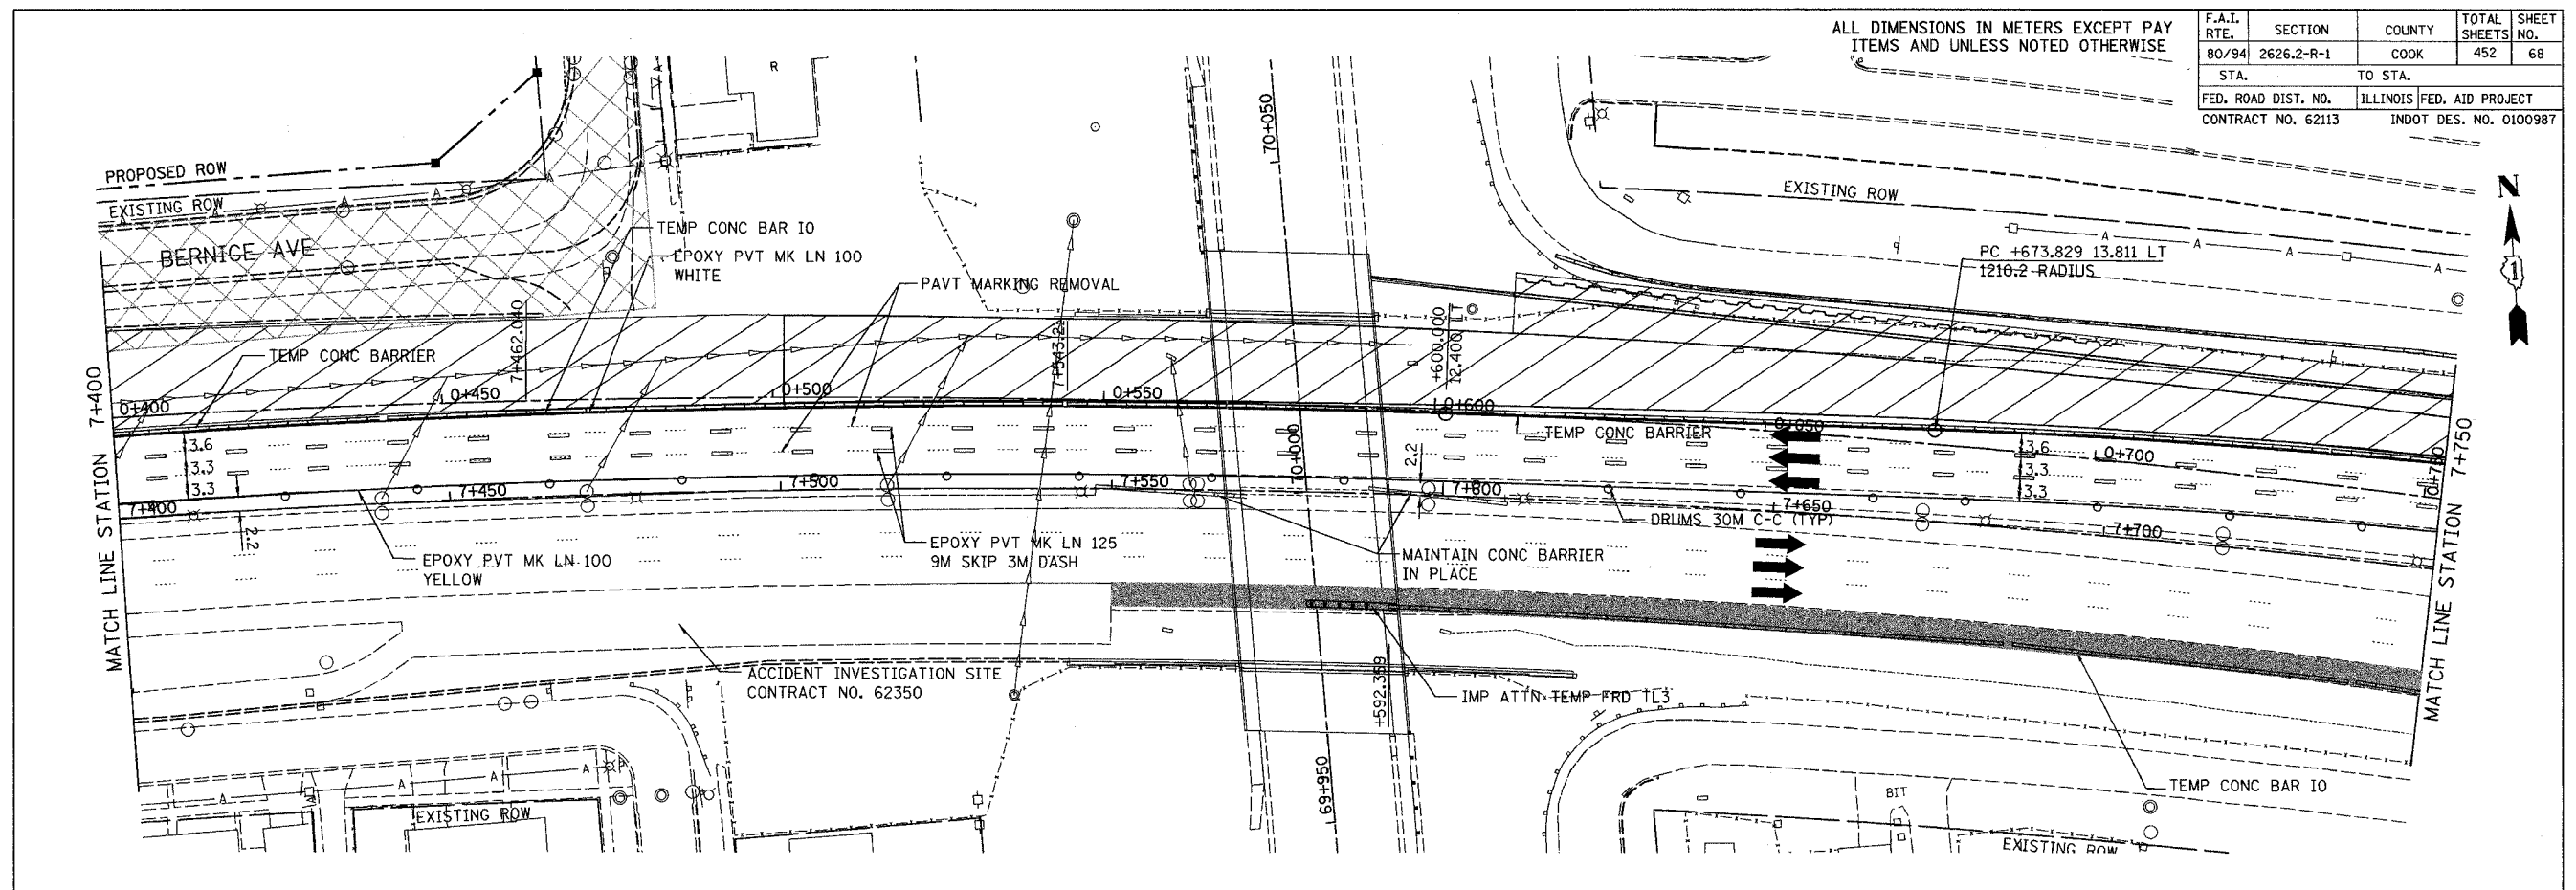 ALL DIMENSIONS IN METERS EXCEPT PAY
ITEMS AND UNLESS NOTED OTHERWISE
F.A.I. RTE. SECTION COUNTY TOTAL SHEETS SHEET NO.
80/94 2626.2-R-1 COOK 452 68
STA. TO STA.
FED. ROAD DIST. NO. ILLINOIS FED. AID PROJECT
CONTRACT NO. 62113 INDOT DES. NO. 0100987
R
70+050
PROPOSED ROW
EXISTING ROW
A
A
A
A
BERNICE AVE
TEMP CONC BAR IO
EPOXY PVT MK LN 100
WHITE
PAVT MARKING REMOVAL
EXISTING ROW
A
A
A
A
N
1
PC +673.829 13.811 LT
1210.2 RADIUS
MATCH LINE STATION 7+400
TEMP CONC BARRIER
7+462.040
+600.000
12.400 LT
0+400
0+450
0+500
0+550
0+600
0+650
0+700
TEMP CONC BARRIER
3.6
3.3
3.3
3.6
3.3
3.3
2.2
2.2
70+000
7+400
7+450
7+500
7+550
7+600
7+650
7+700
MATCH LINE STATION 7+750
DRUMS 30M C-C (TYP)
EPOXY PVT MK LN 100
YELLOW
EPOXY PVT MK LN 125
9M SKIP 3M DASH
MAINTAIN CONC BARRIER
IN PLACE
ACCIDENT INVESTIGATION SITE
CONTRACT NO. 62350
+592.359
IMP ATTN TEMP FRD TL3
69+950
A
A
A
A
EXISTING ROW
TEMP CONC BAR IO
BIT
EXISTING ROW